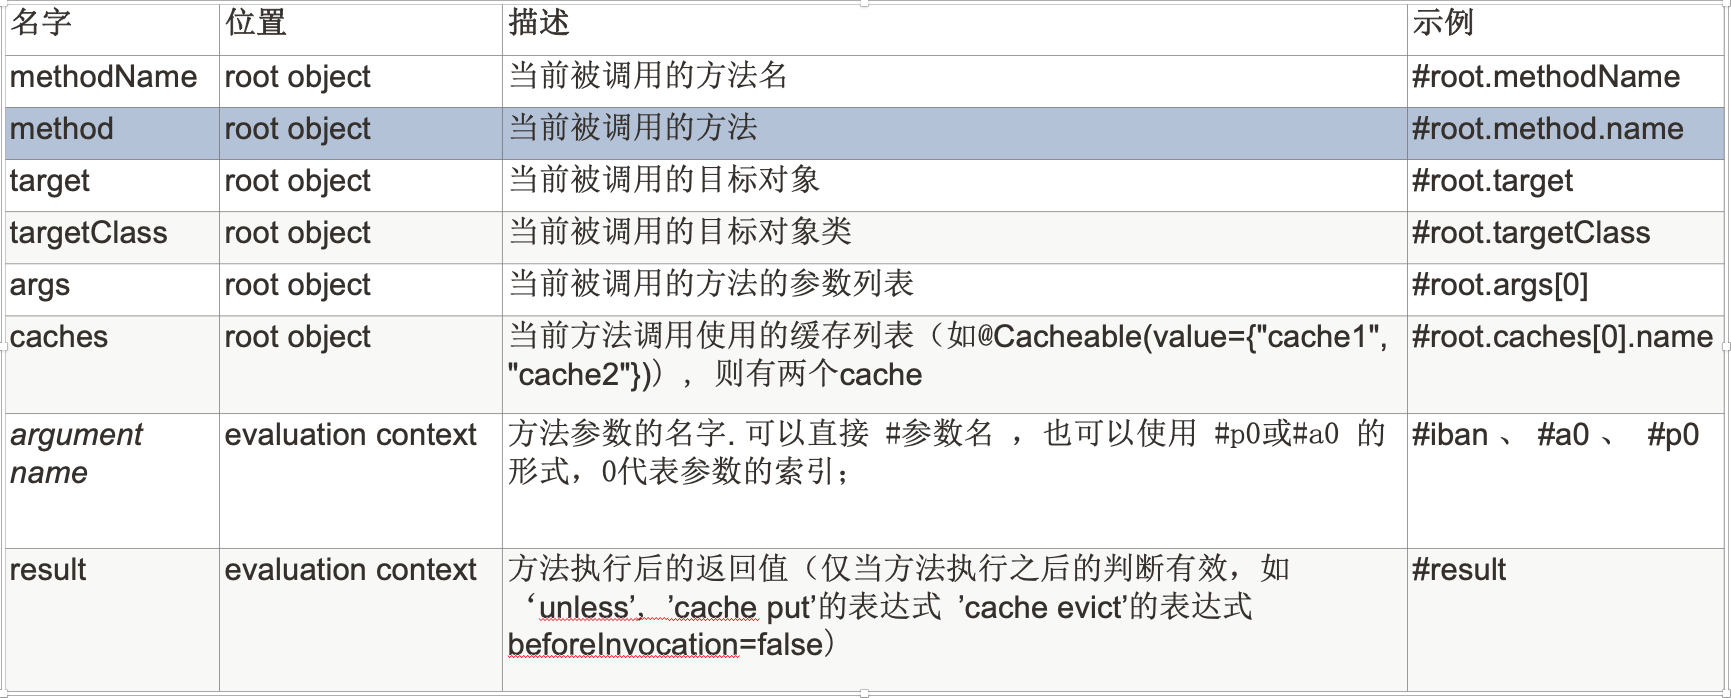 名字 位置 描述 示例
methodName root object 当前被调用的方法名 #root.methodName
method root object 当前被调用的方法 #root.method.name
target root object 当前被调用的目标对象 #root.target
targetClass root object 当前被调用的目标对象类 #root.targetClass
args root object 当前被调用的方法的参数列表 #root.args[0]
caches root object 当前方法调用使用的缓存列表（如@Cacheable(value={"cache1", #root.caches[0].name
"cache2"})），则有两个cache
argument evaluation context 方法参数的名字. 可以直接 #参数名 ，也可以使用 #p0或#a0 的 #iban 、 #a0 、 #p0
name 形式，0代表参数的索引；
result evaluation context 方法执行后的返回值（仅当方法执行之后的判断有效，如 #result
‘unless’，’cache put’的表达式 ’cache evict’的表达式
beforeInvocation=false）